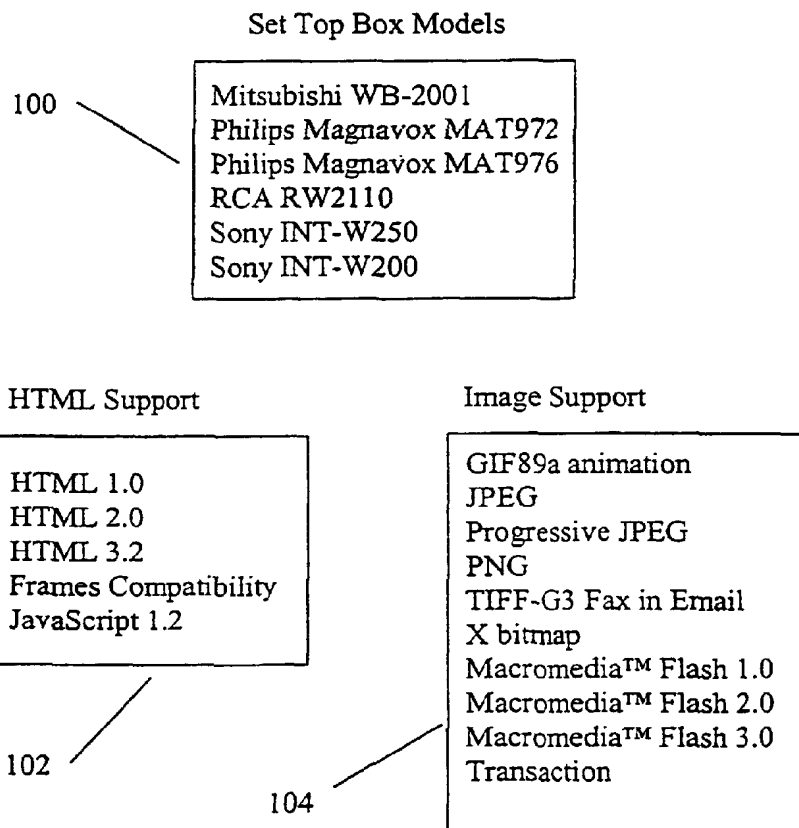 Set Top Box Models
100
Mitsubishi WB-2001
Philips Magnavox MAT972
Philips Magnavox MAT976
RCA RW2110
Sony INT-W250
Sony INT-W200
HTML Support
HTML 1.0
HTML 2.0
HTML 3.2
Frames Compatibility
JavaScript 1.2
102
Image Support
GIF89a animation
JPEG
Progressive JPEG
PNG
TIFF-G3 Fax in Email
X bitmap
Macromedia™ Flash 1.0
Macromedia™ Flash 2.0
Macromedia™ Flash 3.0
Transaction
104